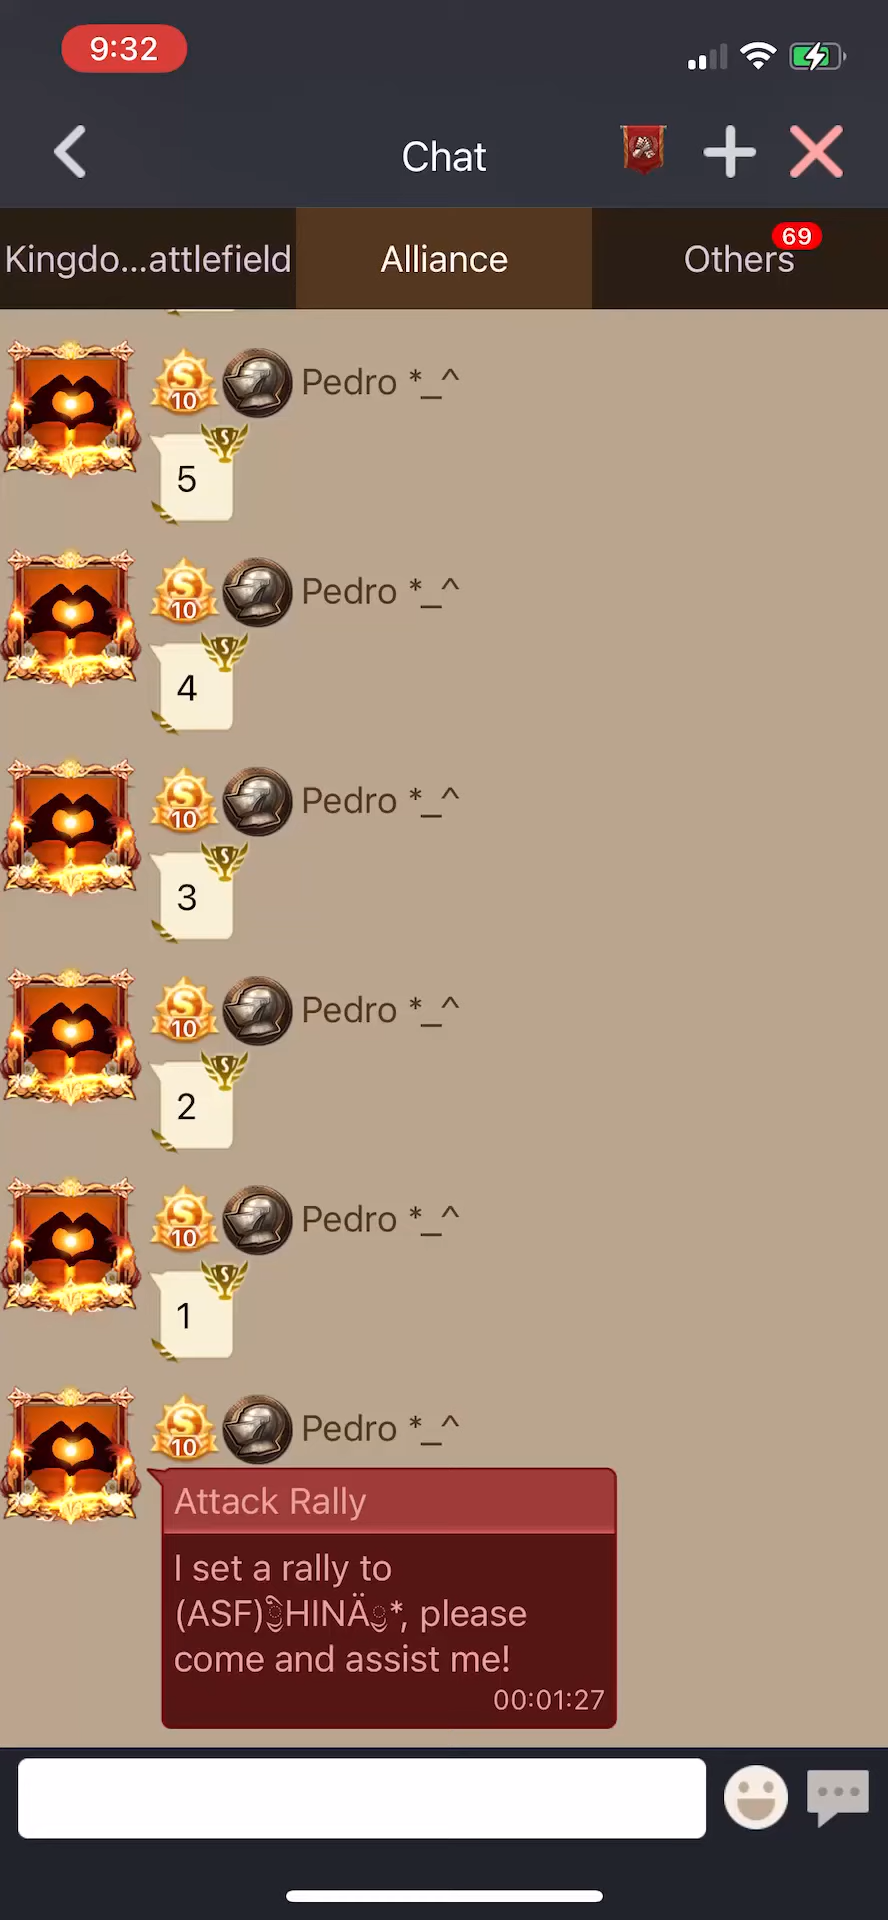 9:32
Chat
Kingdo...attlefield
Alliance
Others
69
S 10 Pedro *_^
5
S 10 Pedro *_^
4
S 10 Pedro *_^
3
S 10 Pedro *_^
2
S 10 Pedro *_^
1
S 10 Pedro *_^
Attack Rally
I set a rally to
(ASF)HINÄ*, please
come and assist me!
00:01:27